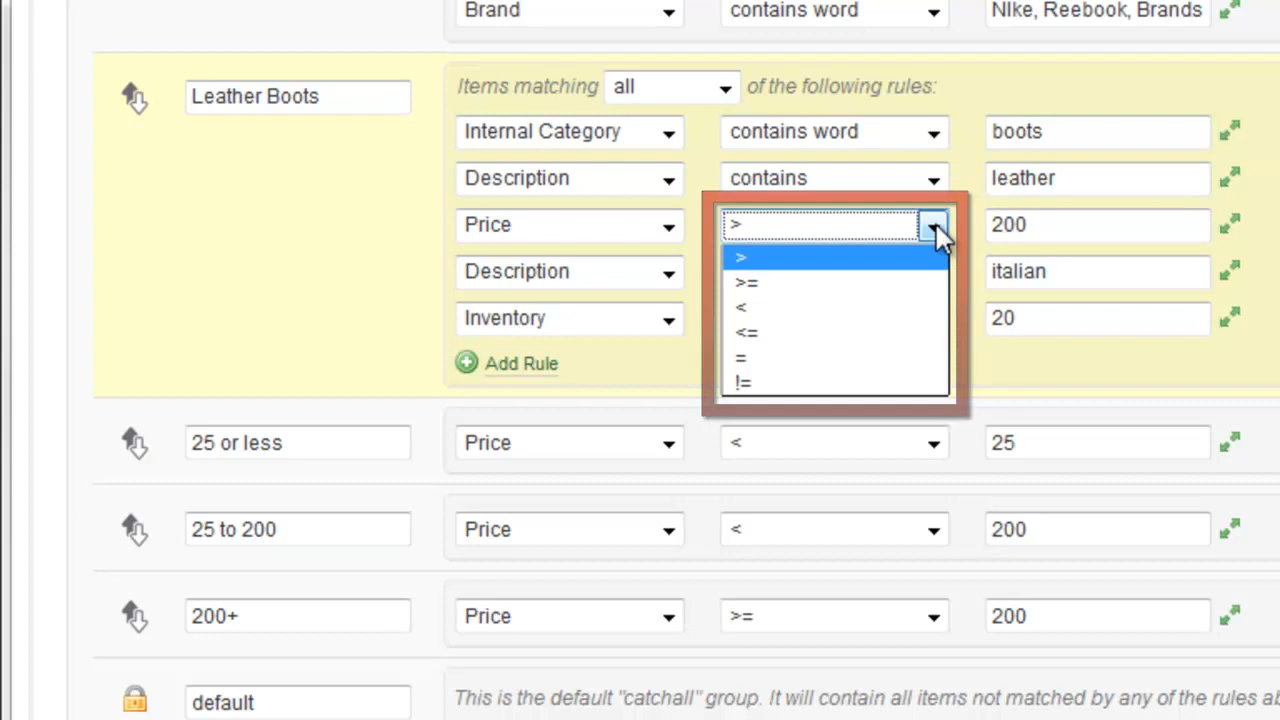 Brand contains word NIke, Reebook, Brands
Leather Boots Items matching all of the following rules:
Internal Category contains word boots
Description contains leather
Price > 200
>
Description italian
>=
<
Inventory 20
<=
Add Rule =
!=
25 or less Price < 25
25 to 200 Price < 200
200+ Price >= 200
default This is the default "catchall" group. It will contain all items not matched by any of the rules